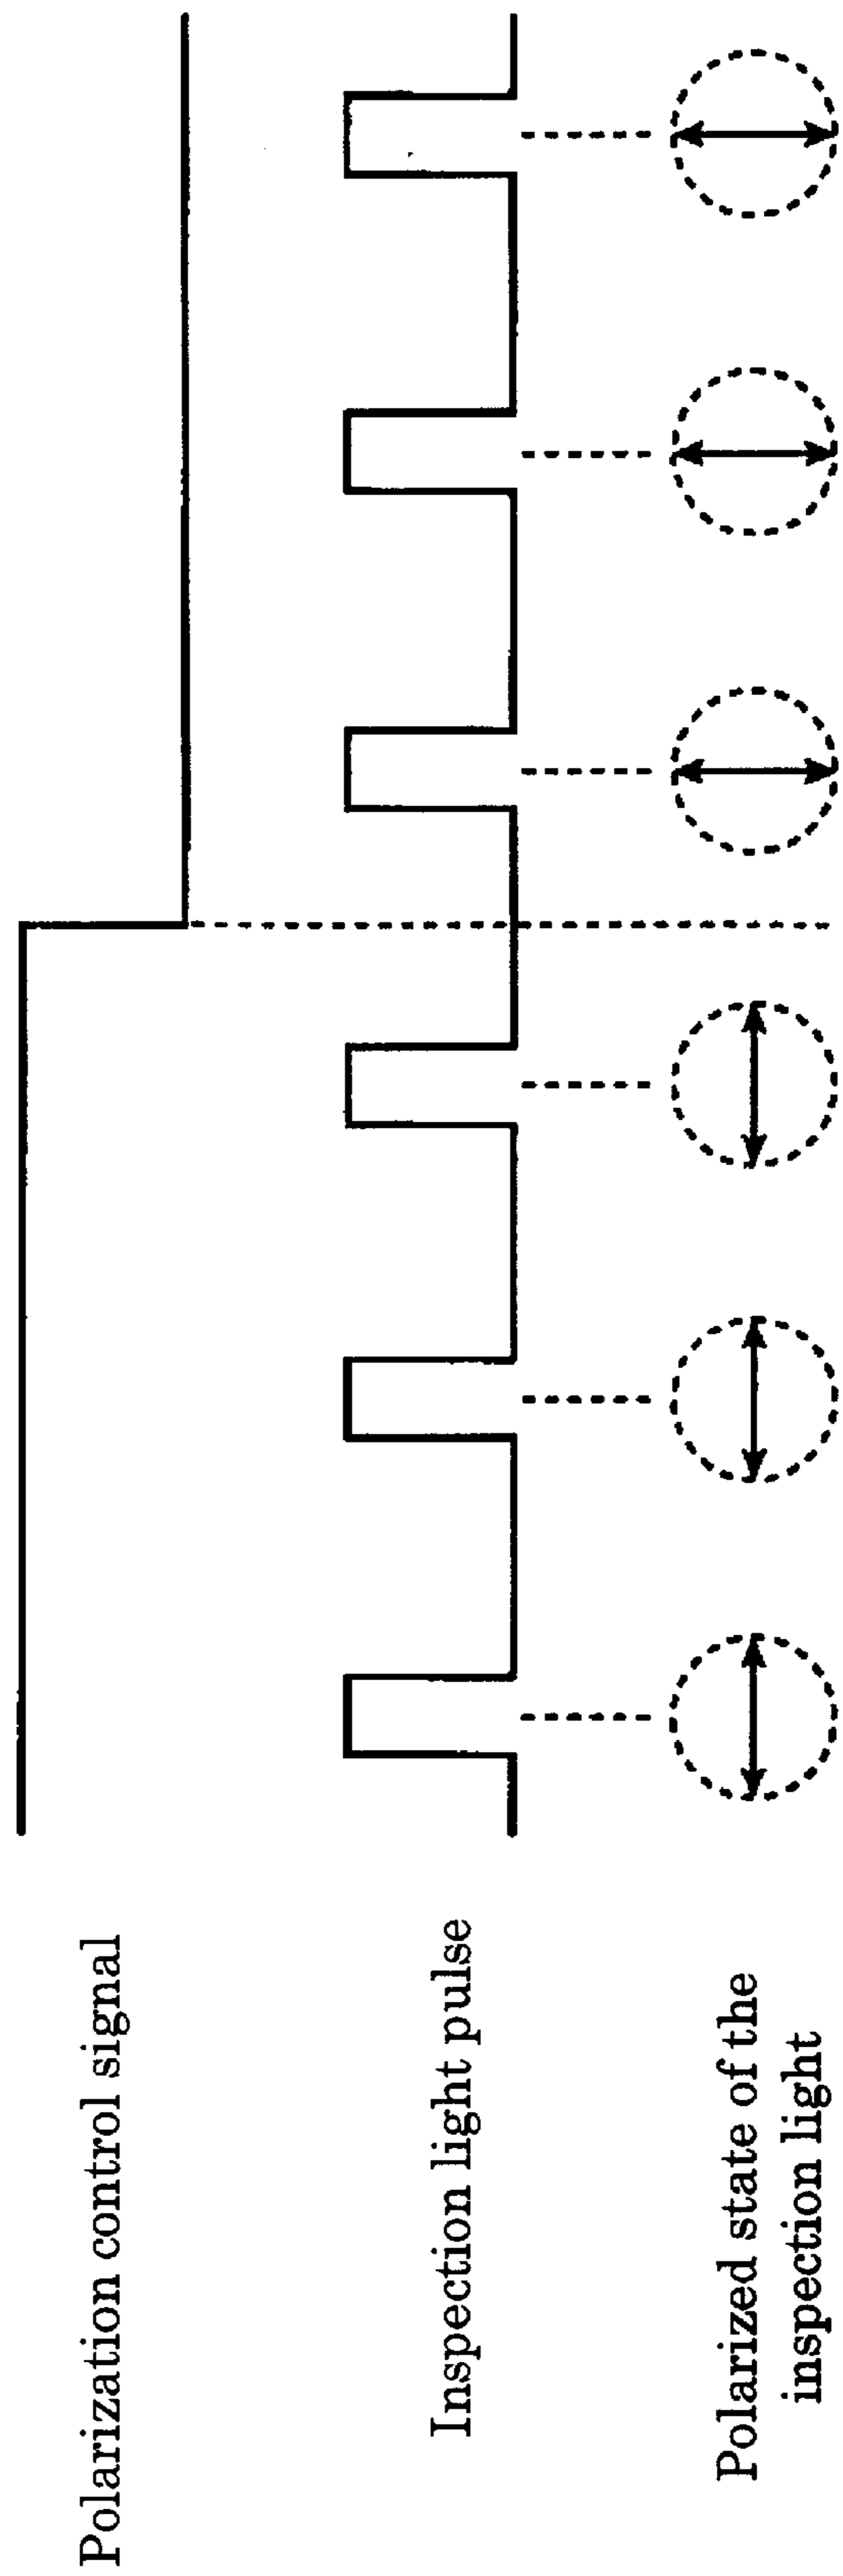 Polarization control signal
Inspection light pulse
Polarized state of the
inspection light